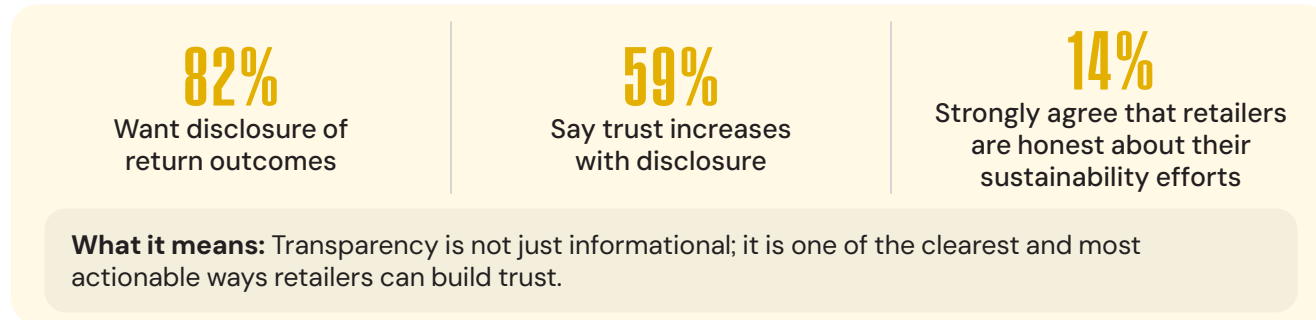 82%
Want disclosure of
return outcomes
59%
Say trust increases
with disclosure
14%
Strongly agree that retailers
are honest about their
sustainability efforts
What it means: Transparency is not just informational; it is one of the clearest and most
actionable ways retailers can build trust.